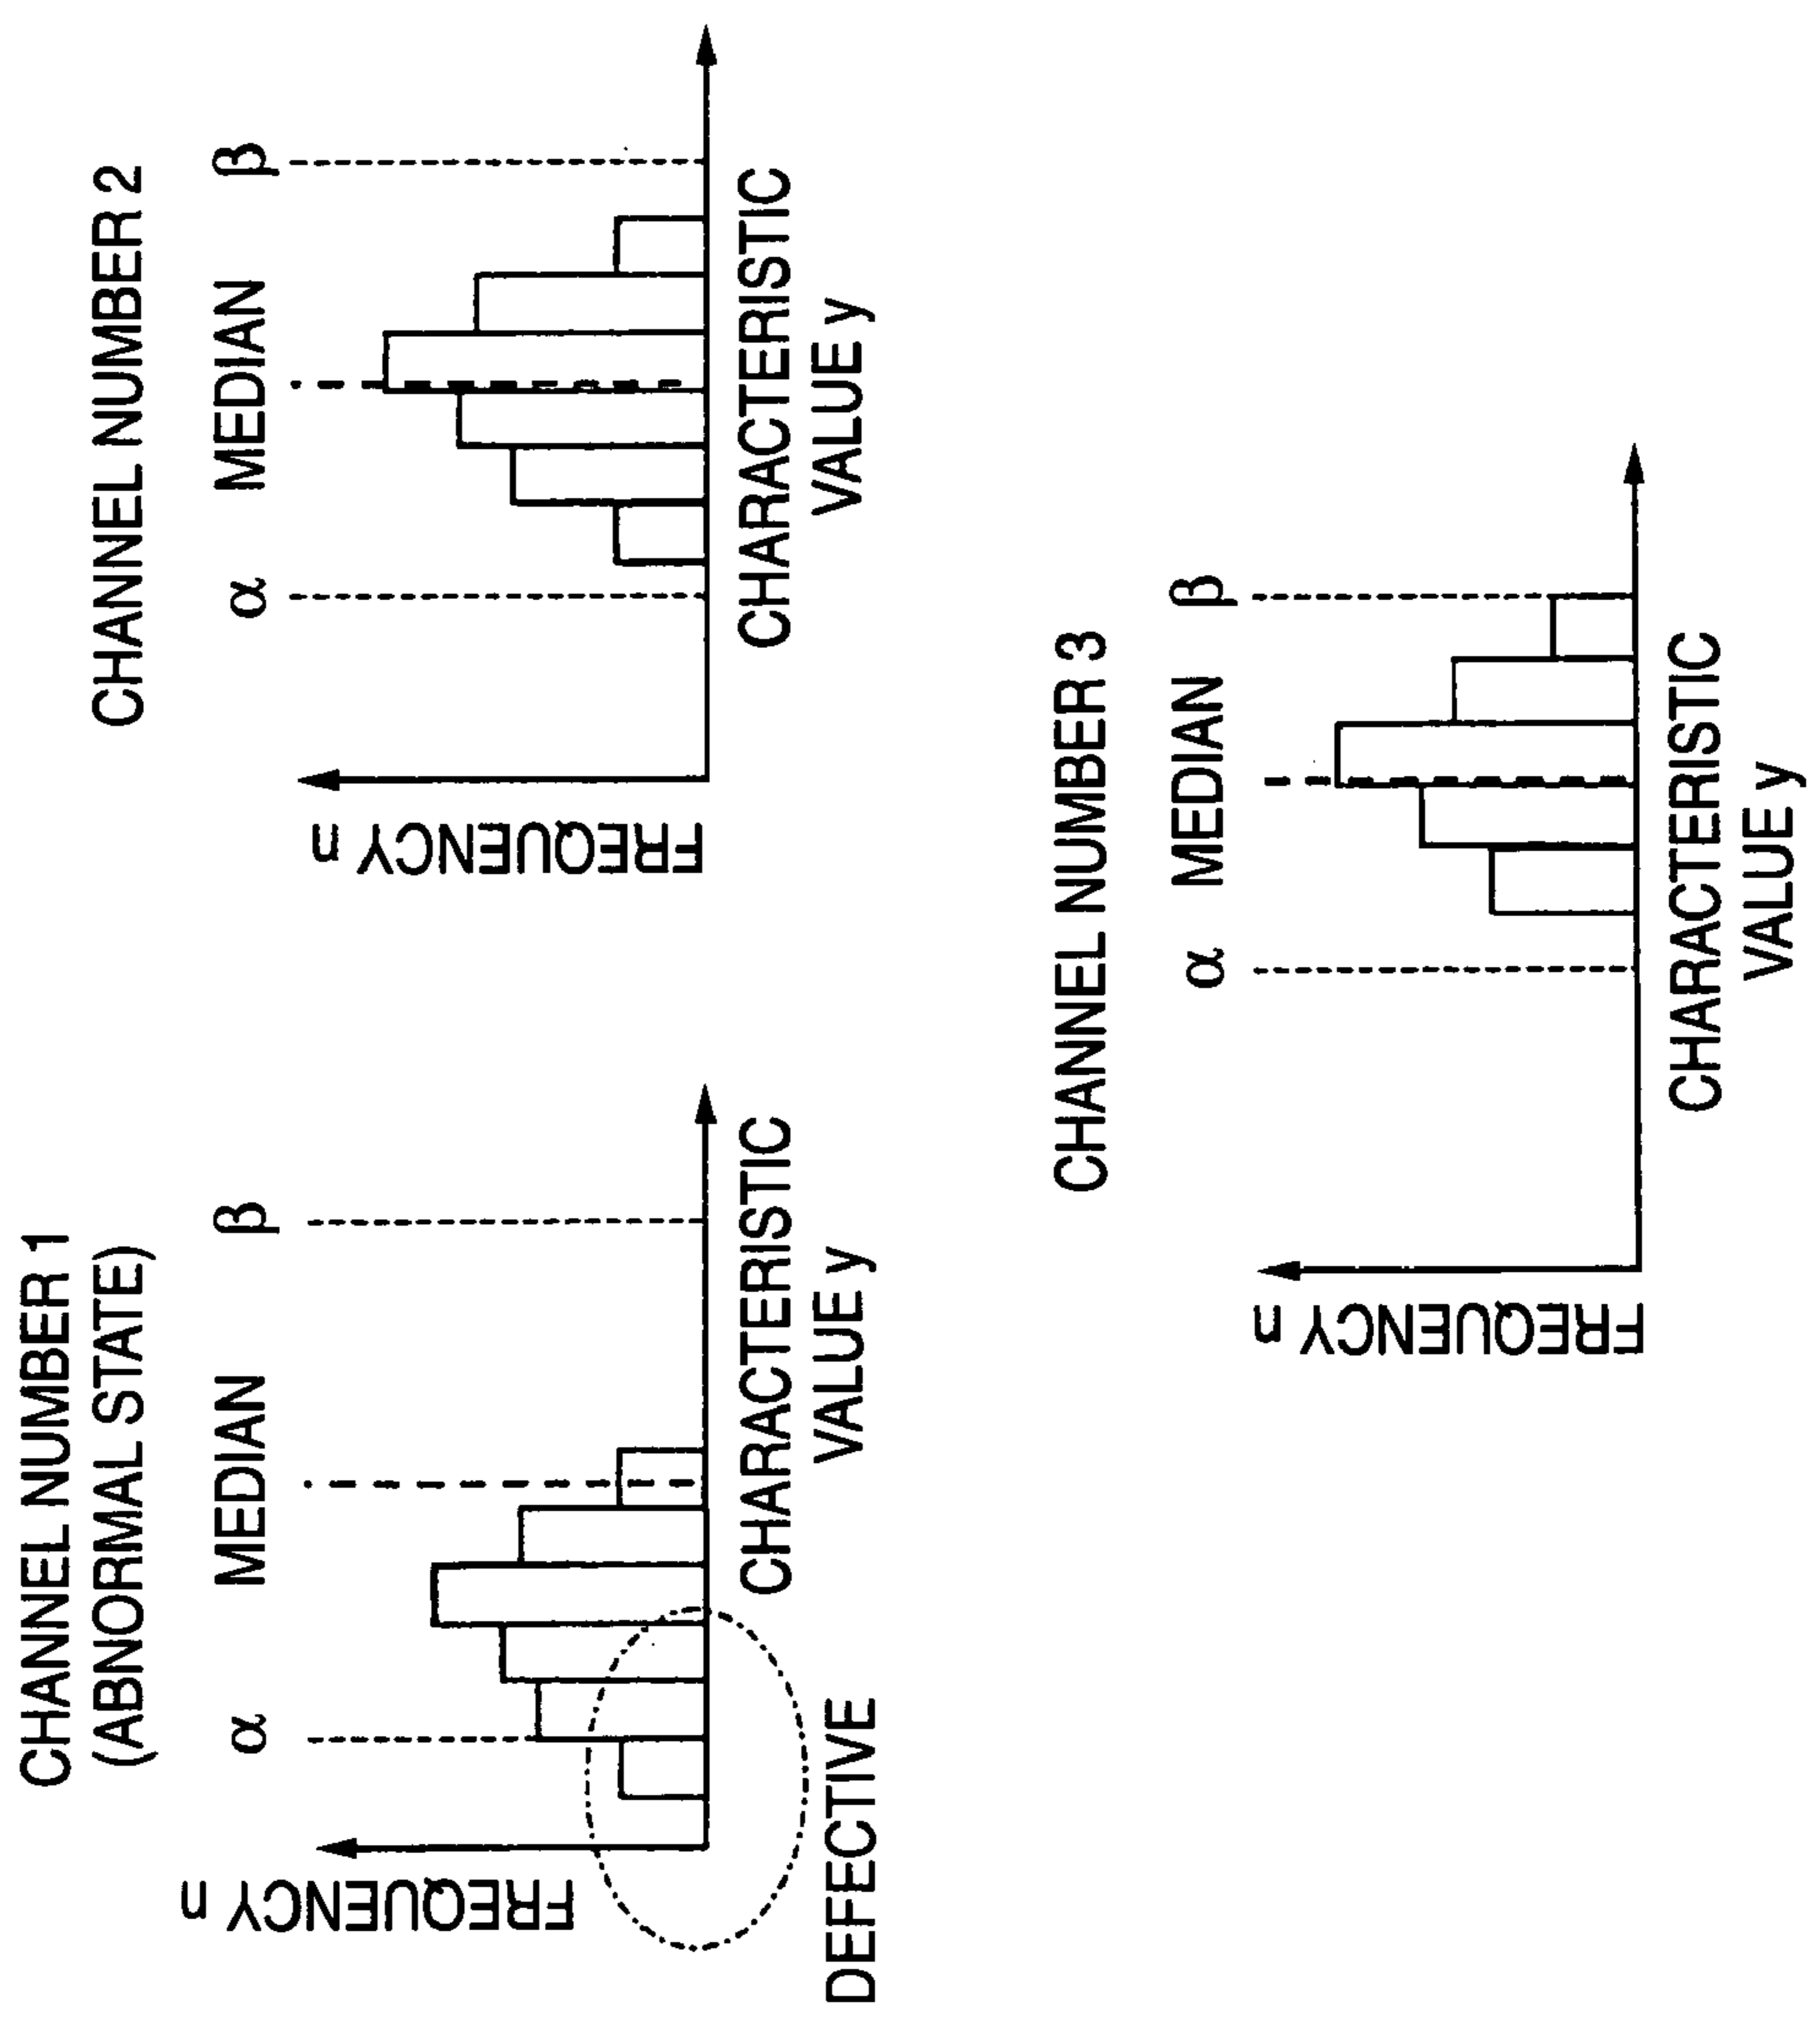 CHANNEL NUMBER 1
(ABNORMAL STATE)
α MEDIAN β
FREQUENCY n
CHARACTERISTIC
VALUE y
DEFECTIVE
CHANNEL NUMBER 2
α MEDIAN β
FREQUENCY n
CHARACTERISTIC
VALUE y
CHANNEL NUMBER 3
α MEDIAN β
FREQUENCY n
CHARACTERISTIC
VALUE y